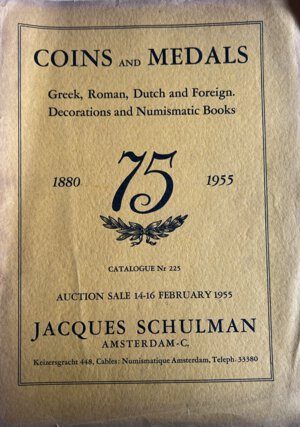 COINS AND MEDALS
Greek, Roman, Dutch and Foreign.
Decorations and Numismatic Books
1880 75 1955
CATALOGUE Nr 225
AUCTION SALE 14-16 FEBRUARY 1955
JACQUES SCHULMAN
AMSTERDAM-C.
Keizersgracht 448, Cables: Numismatique Amsterdam, Teleph. 33380